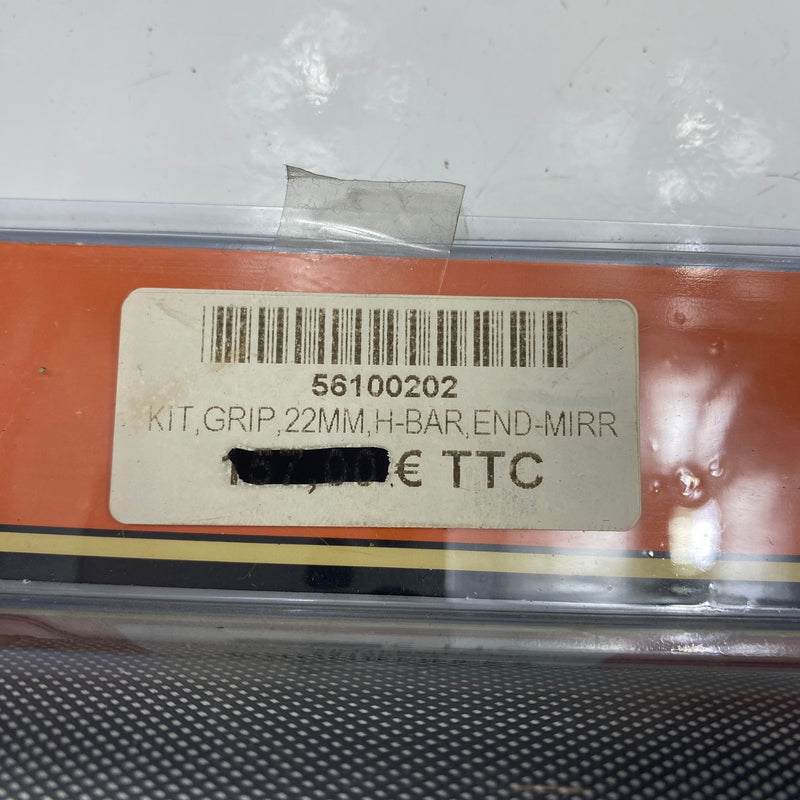 56100202
KIT,GRIP,22MM,H-BAR,END-MIRR
€ TTC